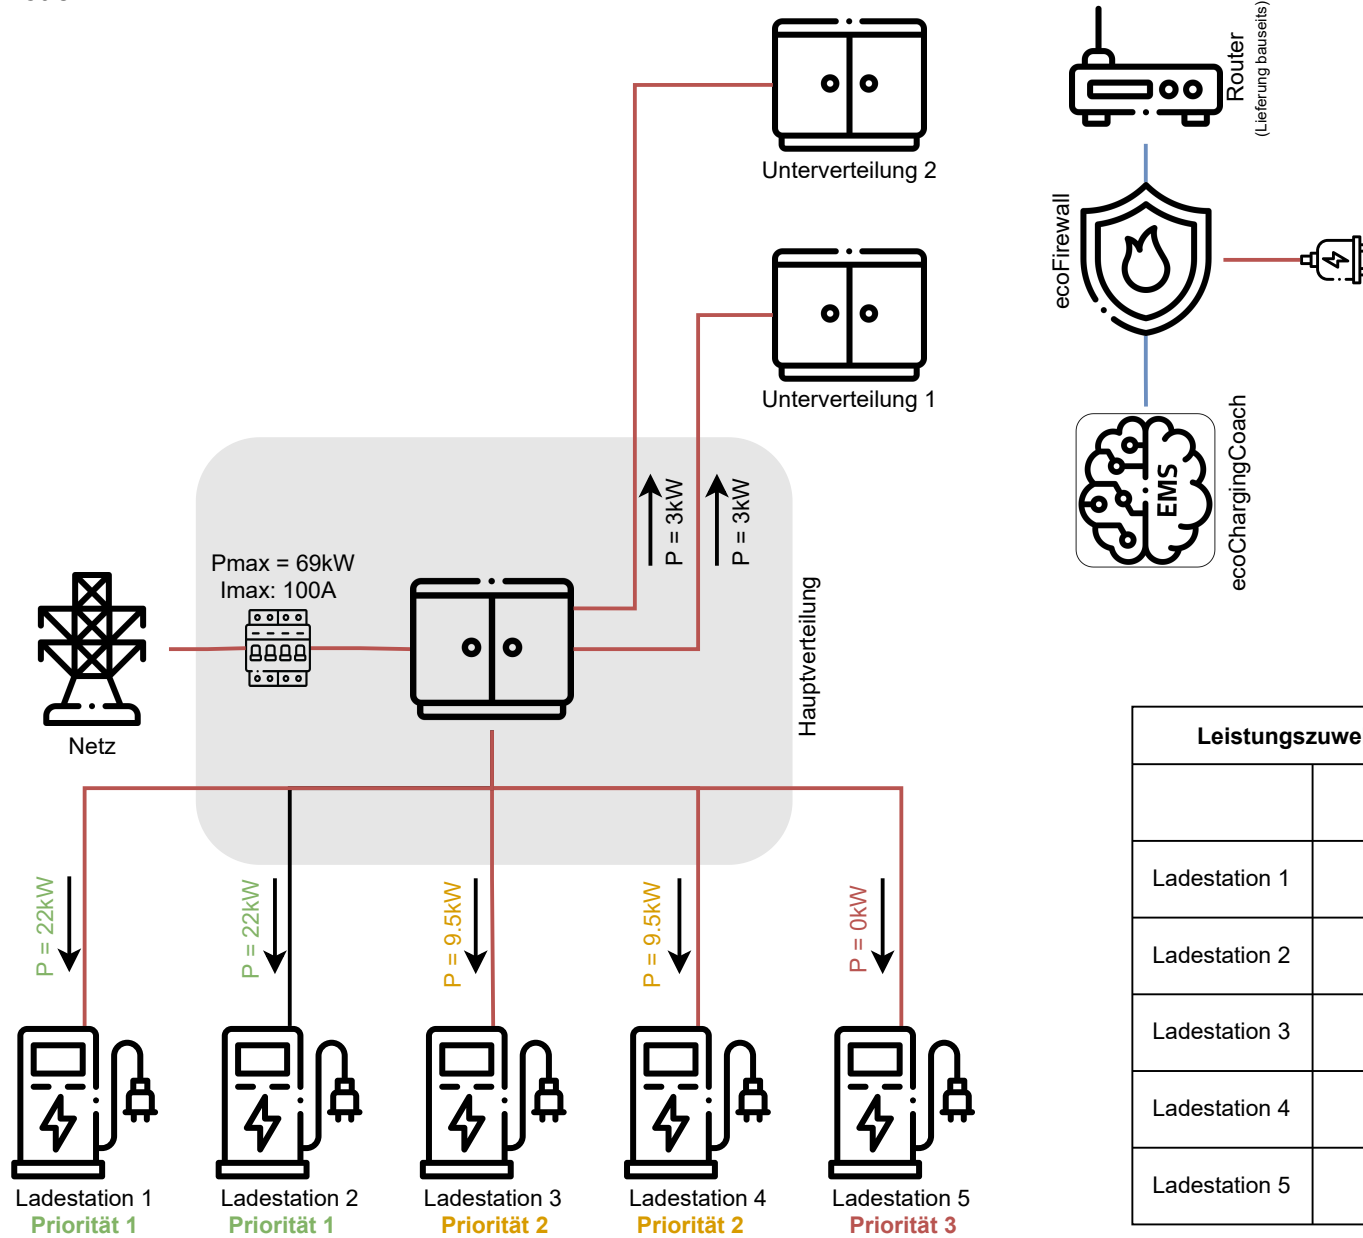 Router
(Lieferung bauseits)
Unterverteilung 2
ecoFirewall
Unterverteilung 1
ecoChargingCoach
EMS
P = 3kW
P = 3kW
Pmax = 69kW
Imax: 100A
Hauptverteilung
Netz
Leistungszuwe
Ladestation 1
Ladestation 2
Ladestation 3
Ladestation 4
Ladestation 5
P = 22kW
P = 22kW
P = 9.5kW
P = 9.5kW
P = 0kW
Ladestation 1
Priorität 1
Ladestation 2
Priorität 1
Ladestation 3
Priorität 2
Ladestation 4
Priorität 2
Ladestation 5
Priorität 3